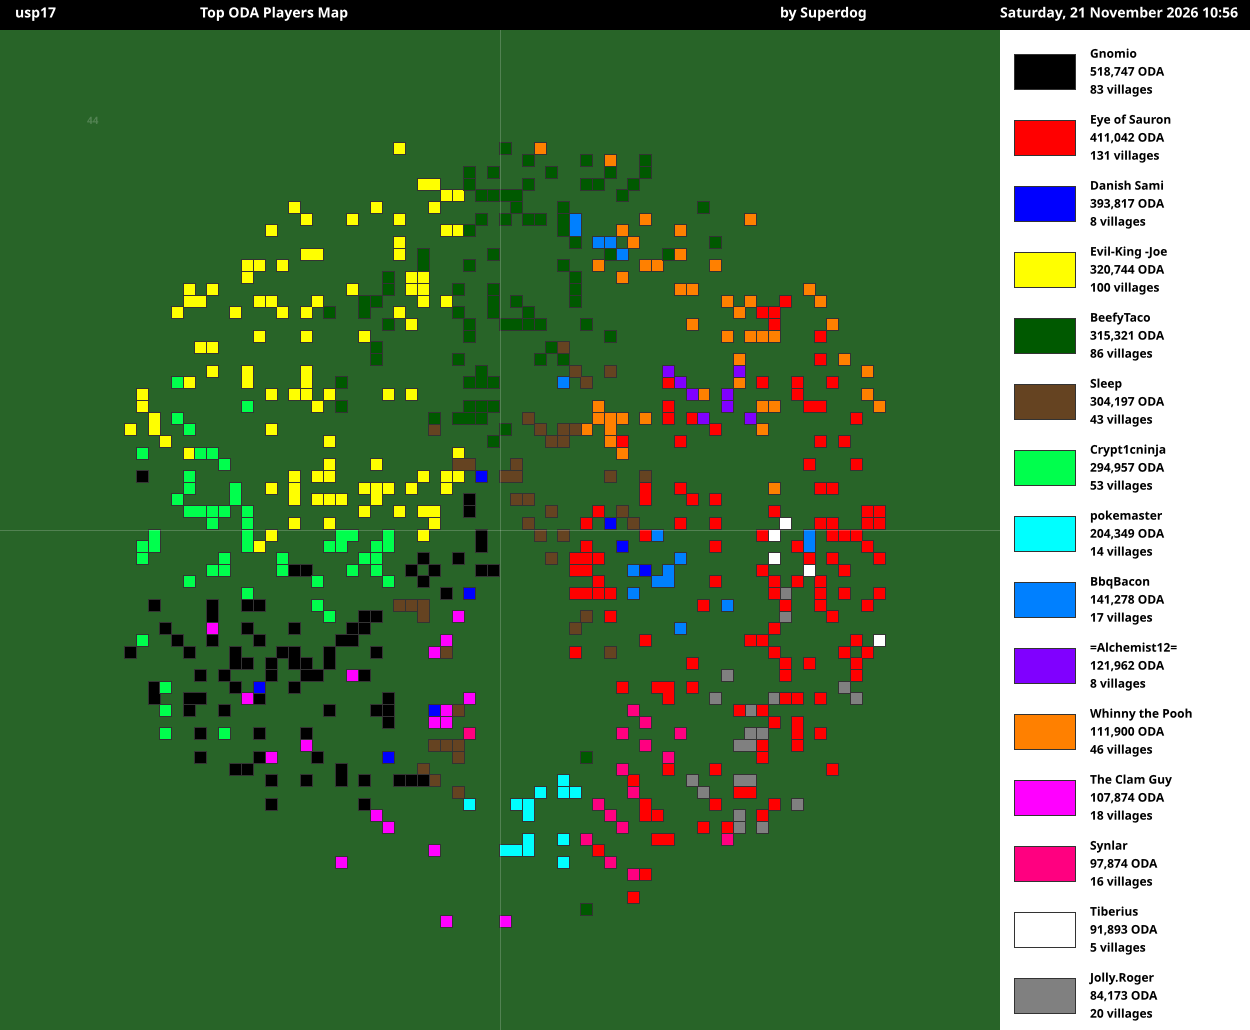 usp17 Top ODA Players Map by Superdog Saturday, 21 November 2026 10:56
44
Gnomio
518,747 ODA
83 villages
Eye of Sauron
411,042 ODA
131 villages
Danish Sami
393,817 ODA
8 villages
Evil-King -Joe
320,744 ODA
100 villages
BeefyTaco
315,321 ODA
86 villages
Sleep
304,197 ODA
43 villages
Crypt1cninja
294,957 ODA
53 villages
pokemaster
204,349 ODA
14 villages
BbqBacon
141,278 ODA
17 villages
=Alchemist12=
121,962 ODA
8 villages
Whinny the Pooh
111,900 ODA
46 villages
The Clam Guy
107,874 ODA
18 villages
Synlar
97,874 ODA
16 villages
Tiberius
91,893 ODA
5 villages
Jolly.Roger
84,173 ODA
20 villages